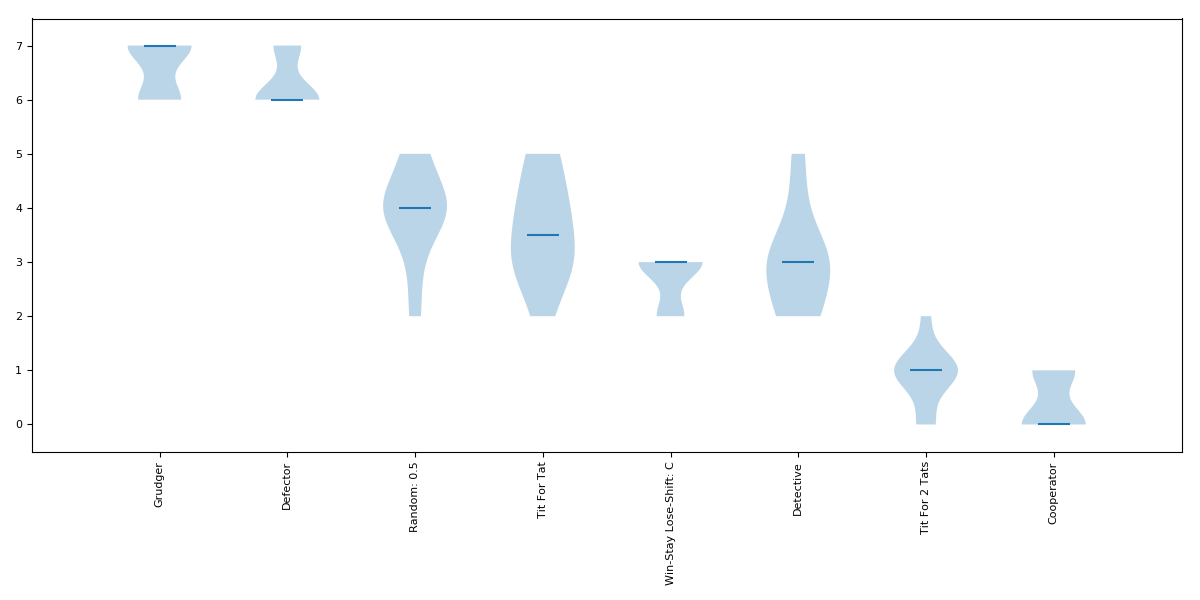 7
6
5
4
3
2
1
0
Grudger
Defector
Random: 0.5
Tit For Tat
Win-Stay Lose-Shift: C
Detective
Tit For 2 Tats
Cooperator